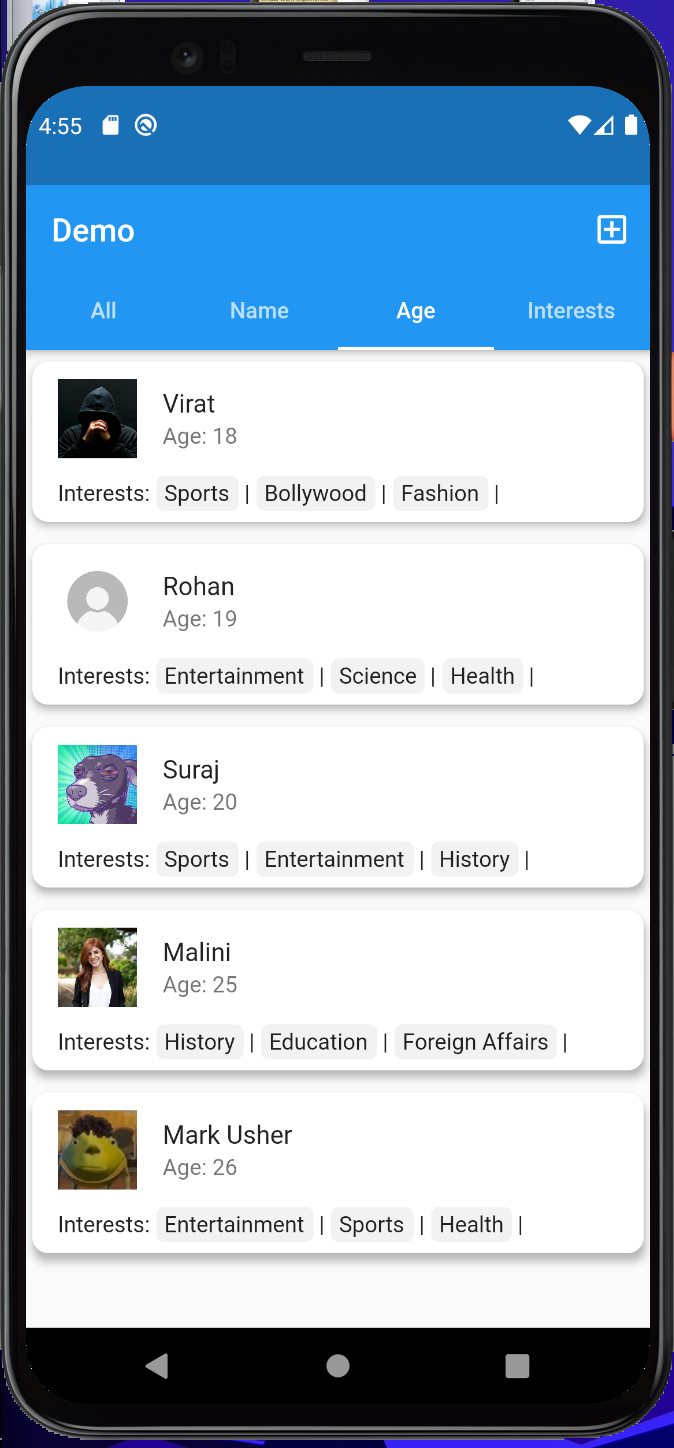 4:55
Demo
All Name Age Interests
Virat
Age: 18
Interests: Sports | Bollywood | Fashion |
Rohan
Age: 19
Interests: Entertainment | Science | Health |
Suraj
Age: 20
Interests: Sports | Entertainment | History |
Malini
Age: 25
Interests: History | Education | Foreign Affairs |
Mark Usher
Age: 26
Interests: Entertainment | Sports | Health |